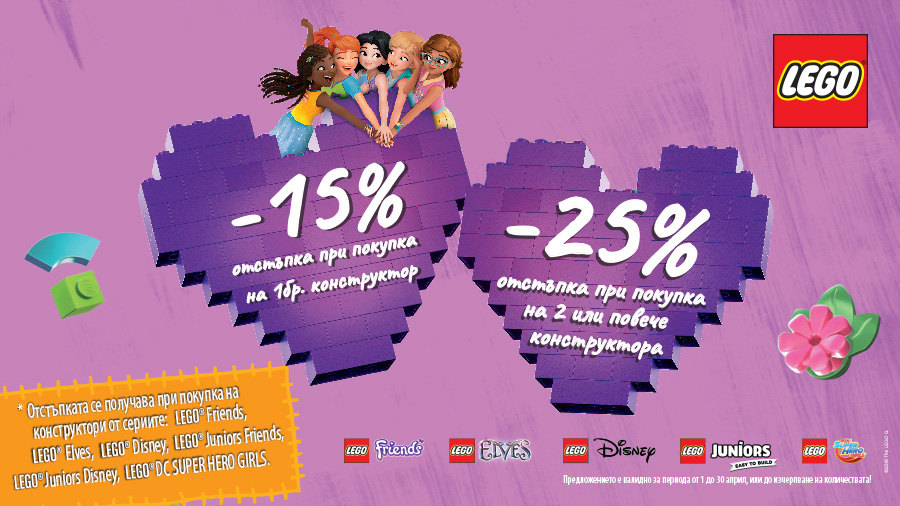 LEGO
-15%
отстъпка при покупка
на 1бр. конструктор
-25%
отстъпка при покупка
на 2 или повече
конструктора
* Отстъпката се получава при покупка на
конструктори от сериите: LEGO® Friends,
LEGO® Elves, LEGO® Disney, LEGO® Juniors Friends,
LEGO® Juniors Disney, LEGO® DC SUPER HERO GIRLS.
LEGO Friends LEGO ELVES LEGO Disney LEGO JUNIORS LEGO SUPER HERO
EASY TO BUILD
Предложението е валидно за периода от 1 до 30 април, или до изчерпване на количествата!